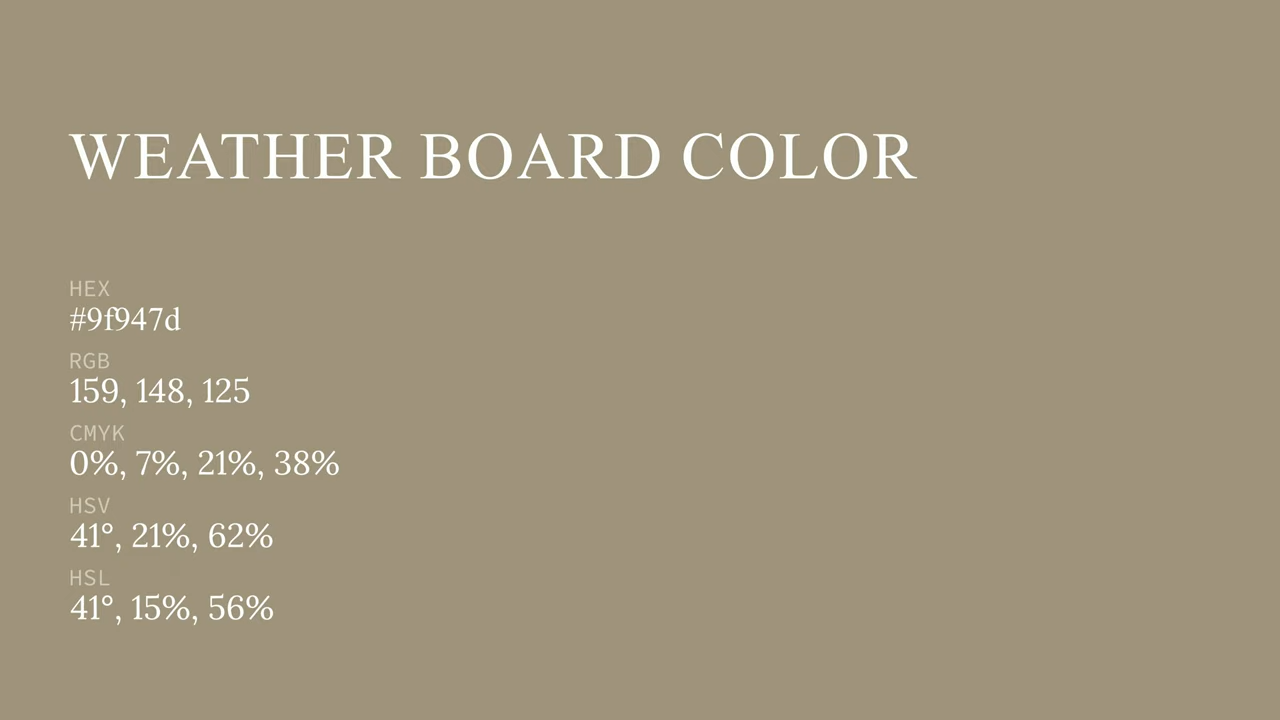 WEATHER BOARD COLOR
HEX
#9f947d
RGB
159, 148, 125
CMYK
0%, 7%, 21%, 38%
HSV
41°, 21%, 62%
HSL
41°, 15%, 56%